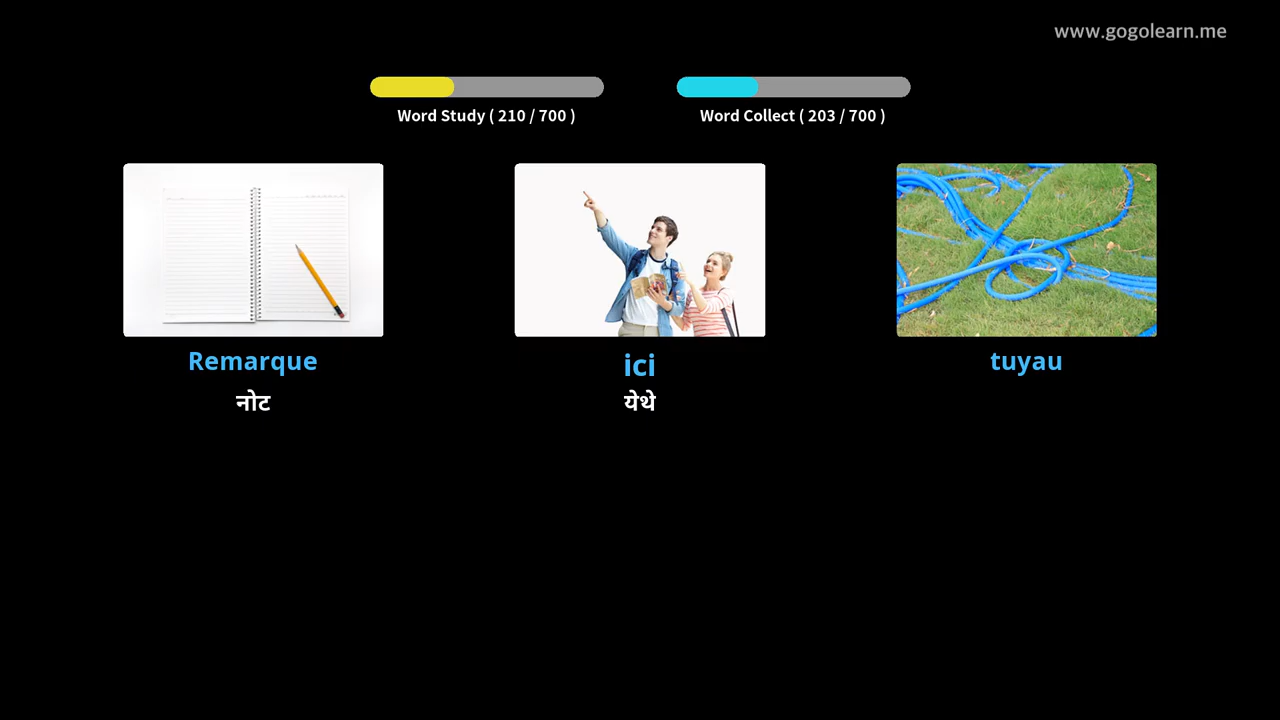 www.gogolearn.me
Word Study ( 210 / 700 )
Word Collect ( 203 / 700 )
Remarque
ici
tuyau
नोट
येथे